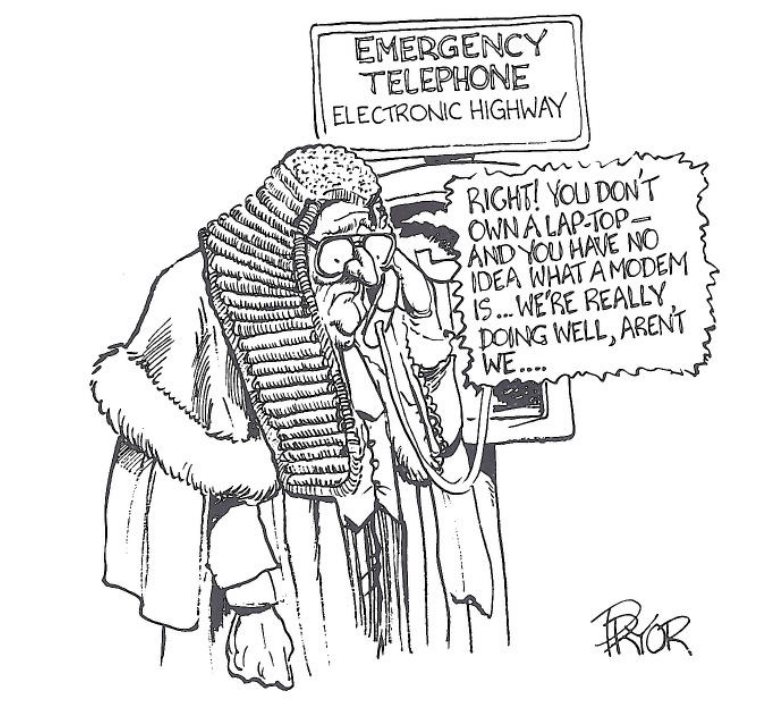 EMERGENCY
TELEPHONE
ELECTRONIC HIGHWAY
RIGHT! YOU DON'T
OWN A LAP-TOP –
AND YOU HAVE NO
IDEA WHAT A MODEM
IS... WE'RE REALLY
DOING WELL, AREN'T
WE....
PRYOR